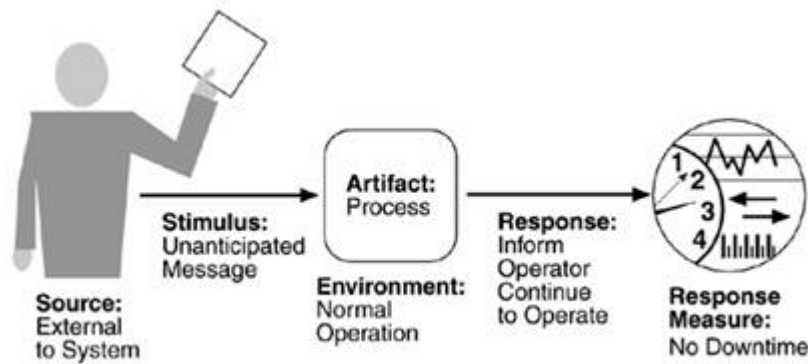 Source:
External
to System
Stimulus:
Unanticipated
Message
Artifact:
Process
Environment:
Normal
Operation
Response:
Inform
Operator
Continue
to Operate
1
2
3
4
Response
Measure:
No Downtime